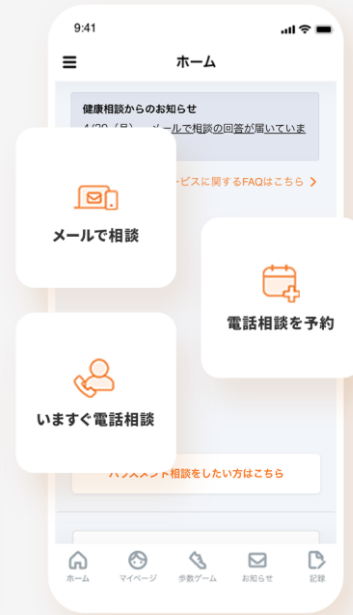 9:41
ホーム
健康相談からのお知らせ
メールで相談の回答が届いていま
ービスに関するFAQはこちら
メールで相談
電話相談を予約
いますぐ電話相談
ハラスメント相談をしたい方はこちら
ホーム
マイページ
歩数ゲーム
お知らせ
記録